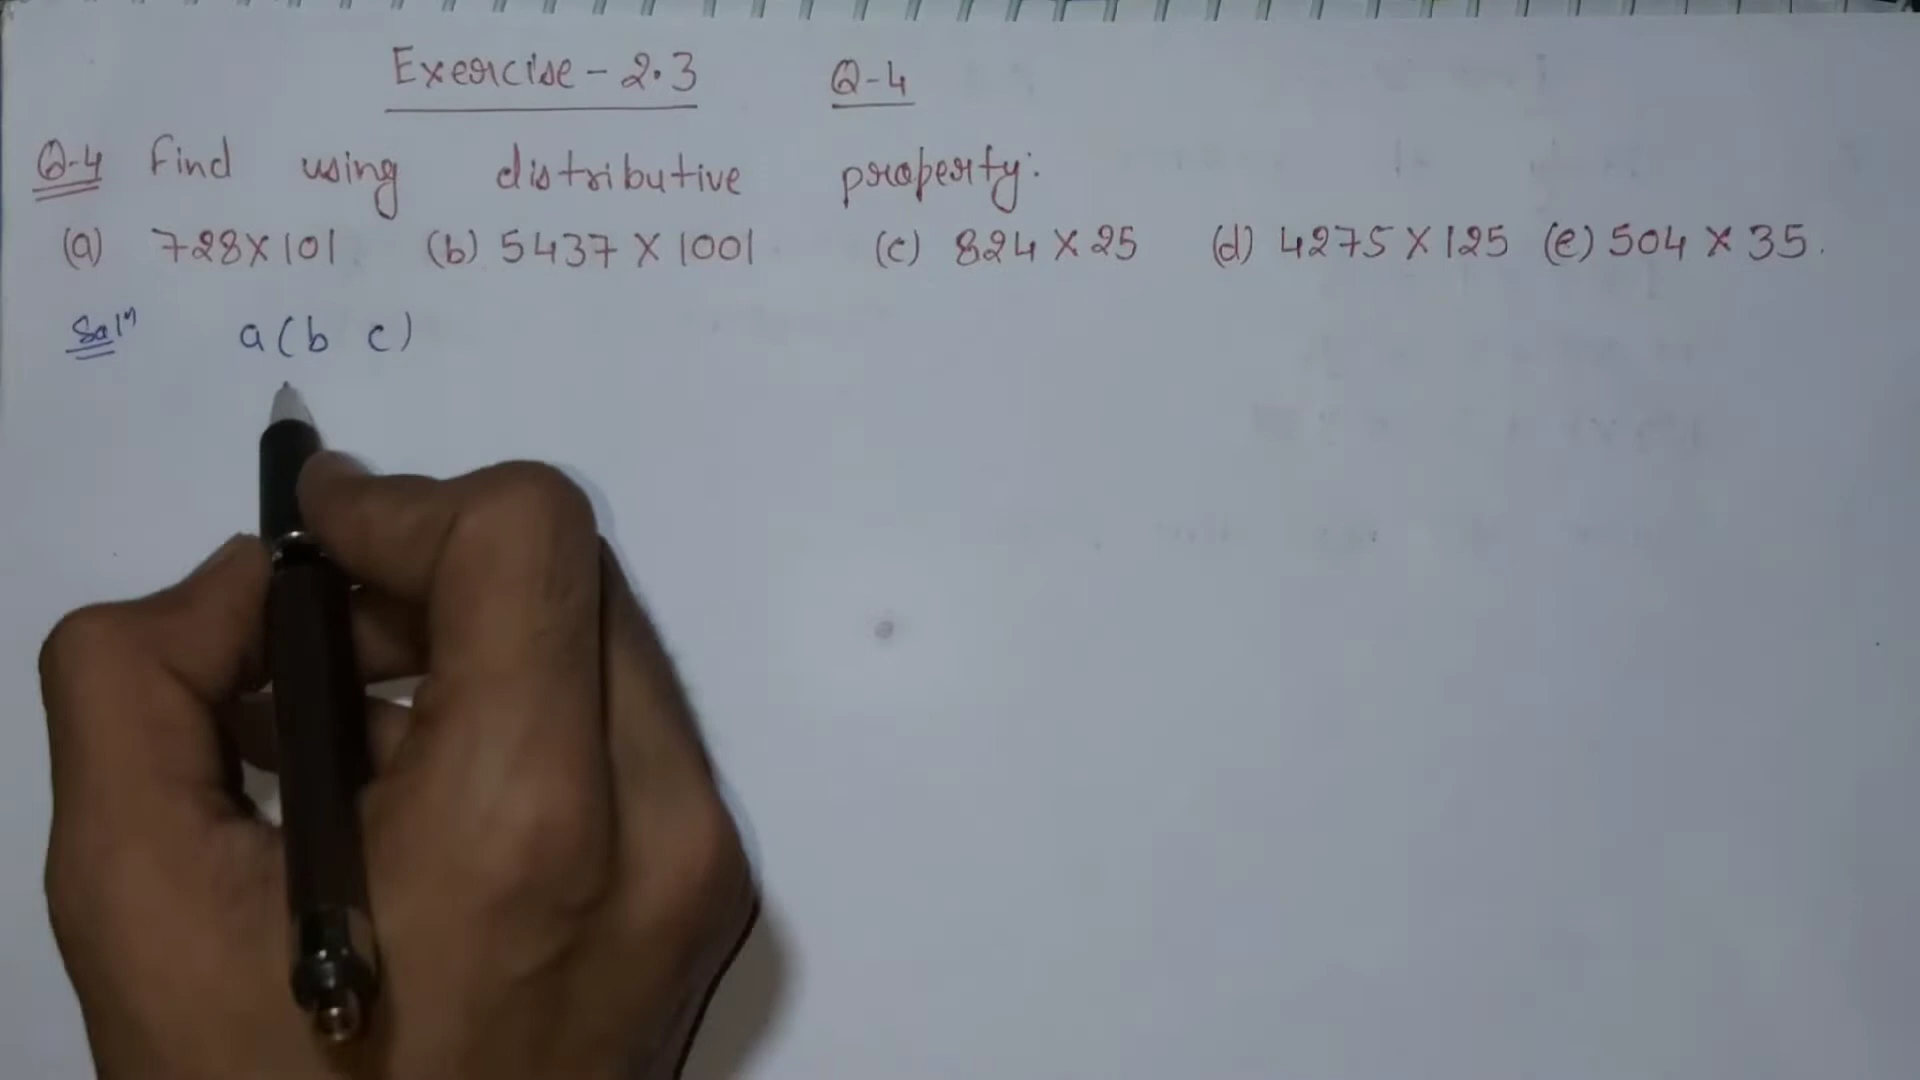 Exercise - 2.3 Q-4
Q-4 Find using distributive property:
(a) 728 × 101 (b) 5437 × 1001 (c) 824 × 25 (d) 4275 × 125 (e) 504 × 35.
Solⁿ a(b c)